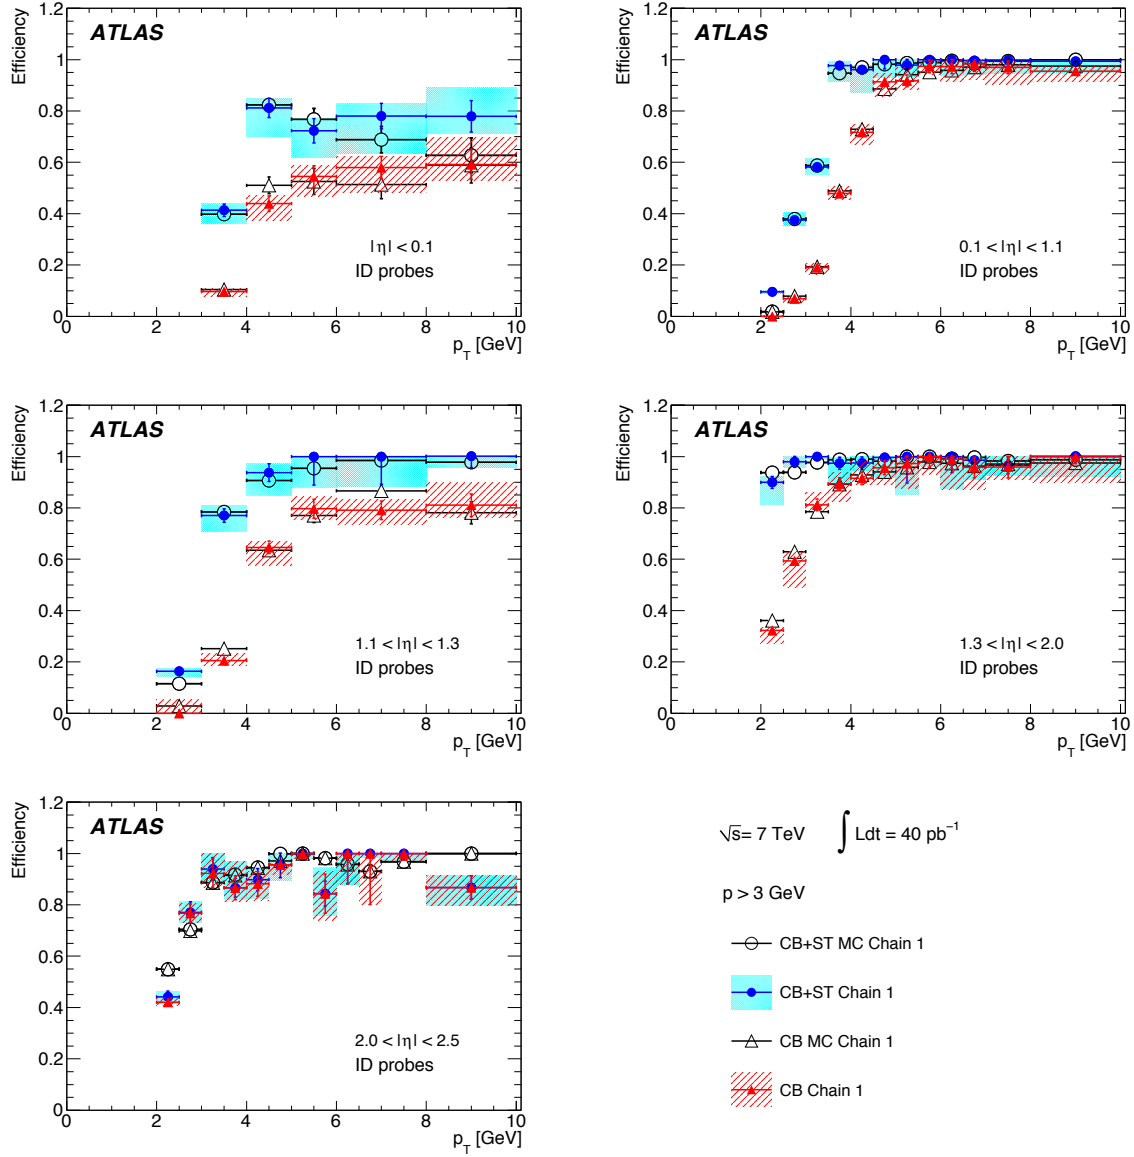 Efficiency
1.2
1
0.8
0.6
0.4
0.2
0
ATLAS
|η| < 0.1
ID probes
0 2 4 6 8 10
p_T [GeV]
Efficiency
1.2
1
0.8
0.6
0.4
0.2
0
ATLAS
0.1 < |η| < 1.1
ID probes
0 2 4 6 8 10
p_T [GeV]
Efficiency
1.2
1
0.8
0.6
0.4
0.2
0
ATLAS
1.1 < |η| < 1.3
ID probes
0 2 4 6 8 10
p_T [GeV]
Efficiency
1.2
1
0.8
0.6
0.4
0.2
0
ATLAS
1.3 < |η| < 2.0
ID probes
0 2 4 6 8 10
p_T [GeV]
Efficiency
1.2
1
0.8
0.6
0.4
0.2
0
ATLAS
2.0 < |η| < 2.5
ID probes
0 2 4 6 8 10
p_T [GeV]
√s = 7 TeV ∫ Ldt = 40 pb⁻¹
p > 3 GeV
CB+ST MC Chain 1
CB+ST Chain 1
CB MC Chain 1
CB Chain 1